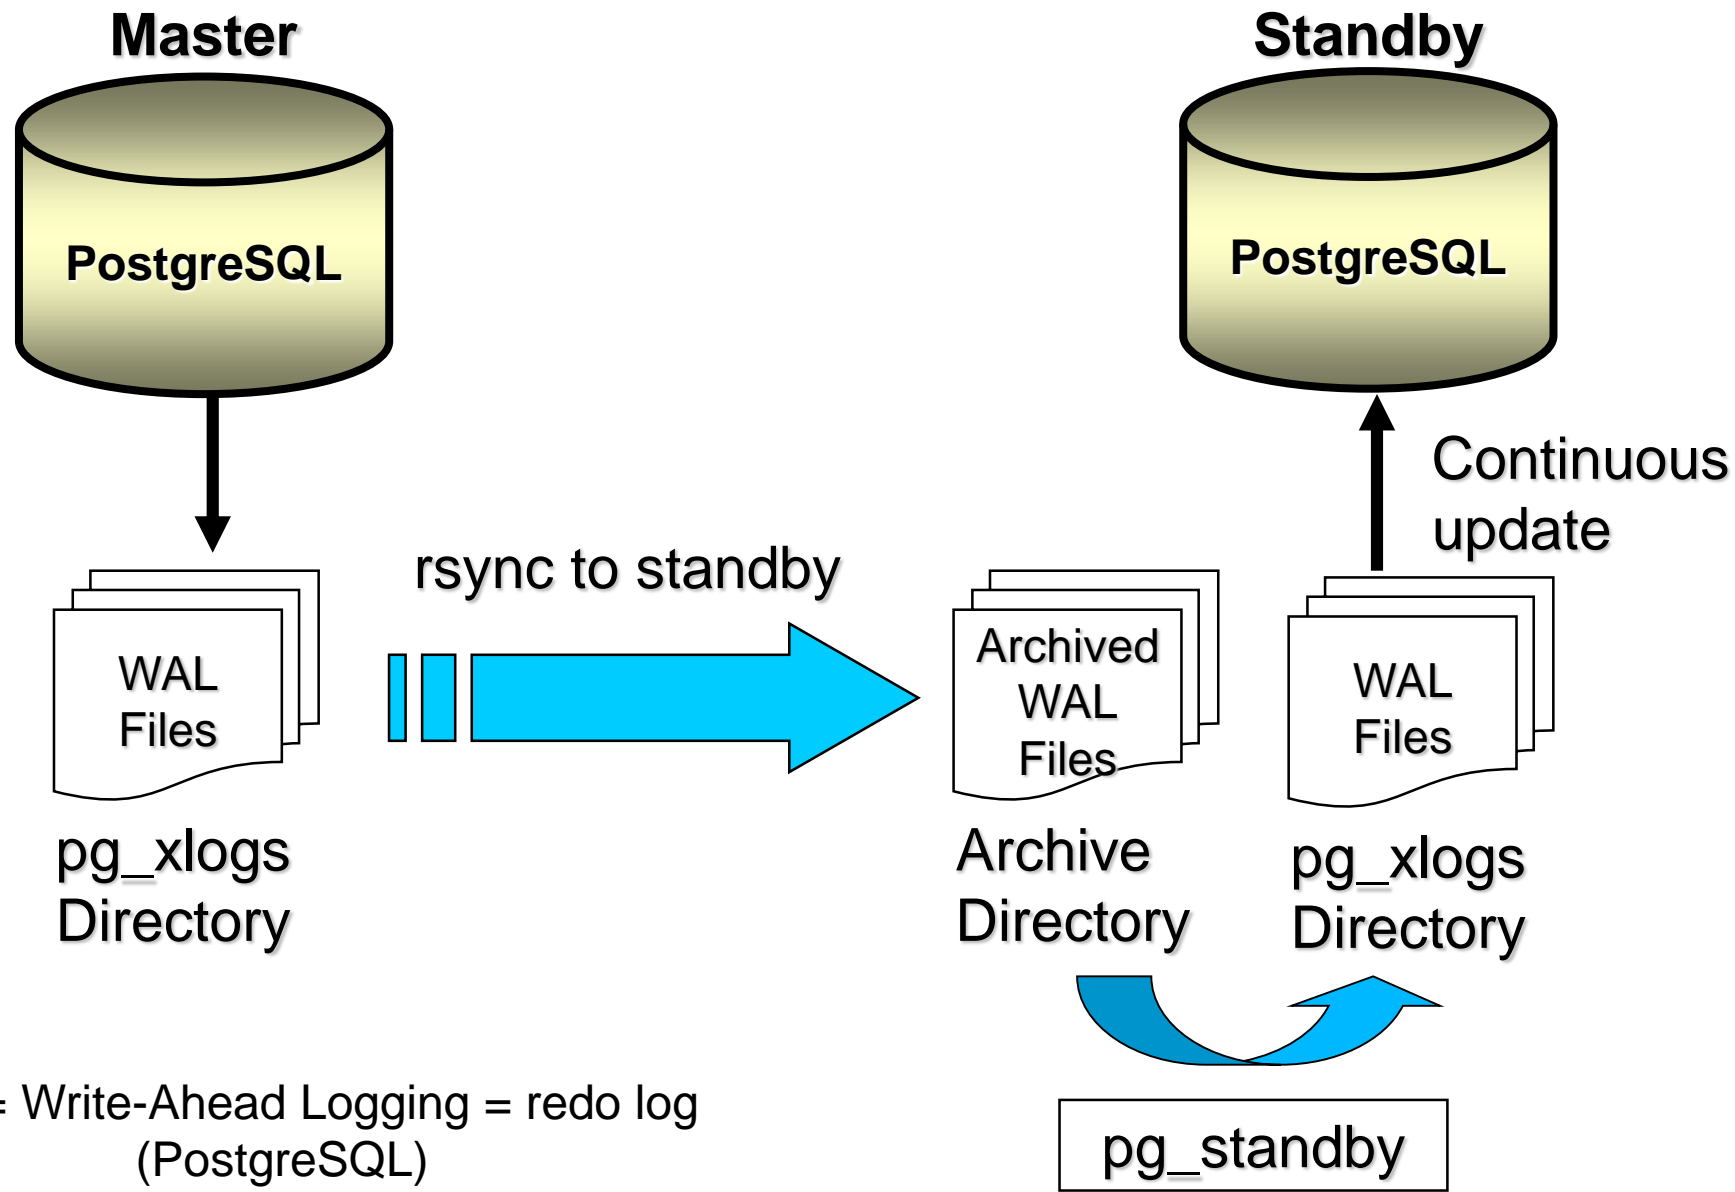 Master
Standby
PostgreSQL
PostgreSQL
Continuous
update
rsync to standby
WAL
Files
Archived
WAL
Files
WAL
Files
pg_xlogs
Directory
Archive
Directory
pg_xlogs
Directory
= Write-Ahead Logging = redo log
(PostgreSQL)
pg_standby